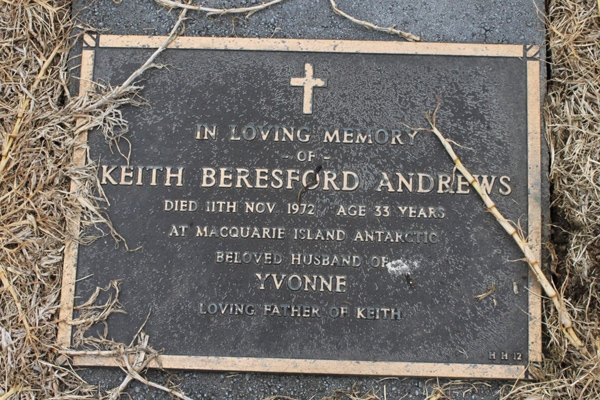 IN LOVING MEMORY
- OF -
KEITH BERESFORD ANDREWS
DIED 11TH NOV. 1972 AGE 33 YEARS
AT MACQUARIE ISLAND ANTARCTIC
BELOVED HUSBAND OF
YVONNE
LOVING FATHER OF KEITH
H H 12